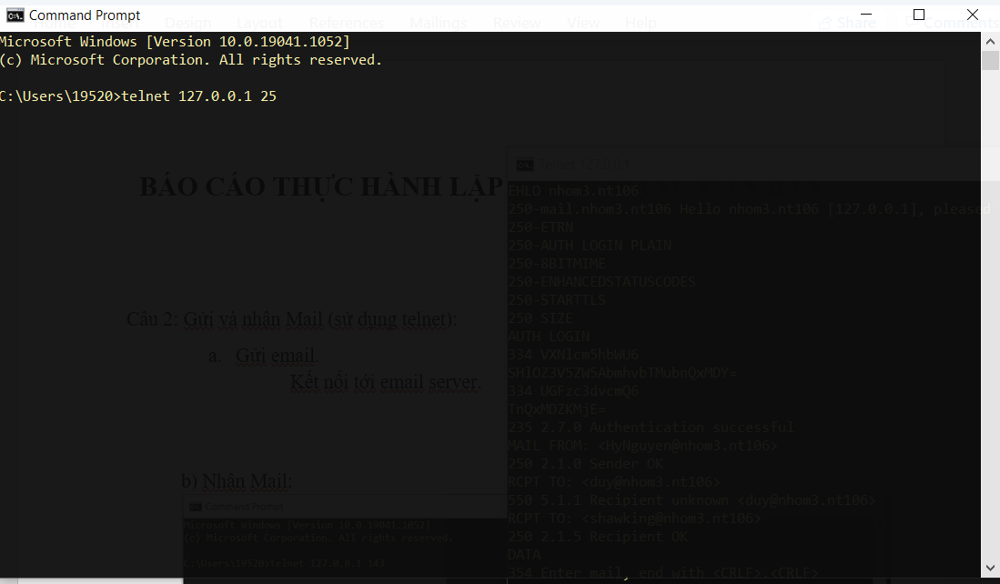 Command Prompt
Design Layout References Mailings Review View Help Share Comments
Microsoft Windows [Version 10.0.19041.1052]
(c) Microsoft Corporation. All rights reserved.
C:\Users\19520>telnet 127.0.0.1 25
BÁO CÁO THỰC HÀNH LẬP
Câu 2: Gửi và nhận Mail (sử dụng telnet):
a. Gửi email.
Kết nối tới email server.
b) Nhận Mail:
Command Prompt
Microsoft Windows [Version 10.0.19041.1052]
(c) Microsoft Corporation. All rights reserved.
C:\Users\19520>telnet 127.0.0.1 143
Telnet 127.0.0.1
EHLO nhom3.nt106
250-mail.nhom3.nt106 Hello nhom3.nt106 [127.0.0.1], pleased
250-ETRN
250-AUTH LOGIN PLAIN
250-8BITMIME
250-ENHANCEDSTATUSCODES
250-STARTTLS
250 SIZE
AUTH LOGIN
334 VXNlcm5hbWU6
SHlOZ3V5ZW5AbmhvbTMubnQxMDY=
334 UGFzc3dvcmQ6
TnQxMDZKMjE=
235 2.7.0 Authentication successful
MAIL FROM: <HyNguyen@nhom3.nt106>
250 2.1.0 Sender OK
RCPT TO: <duy@nhom3.nt106>
550 5.1.1 Recipient unknown <duy@nhom3.nt106>
RCPT TO: <shawking@nhom3.nt106>
250 2.1.5 Recipient OK
DATA
354 Enter mail, end with <CRLF>.<CRLF>